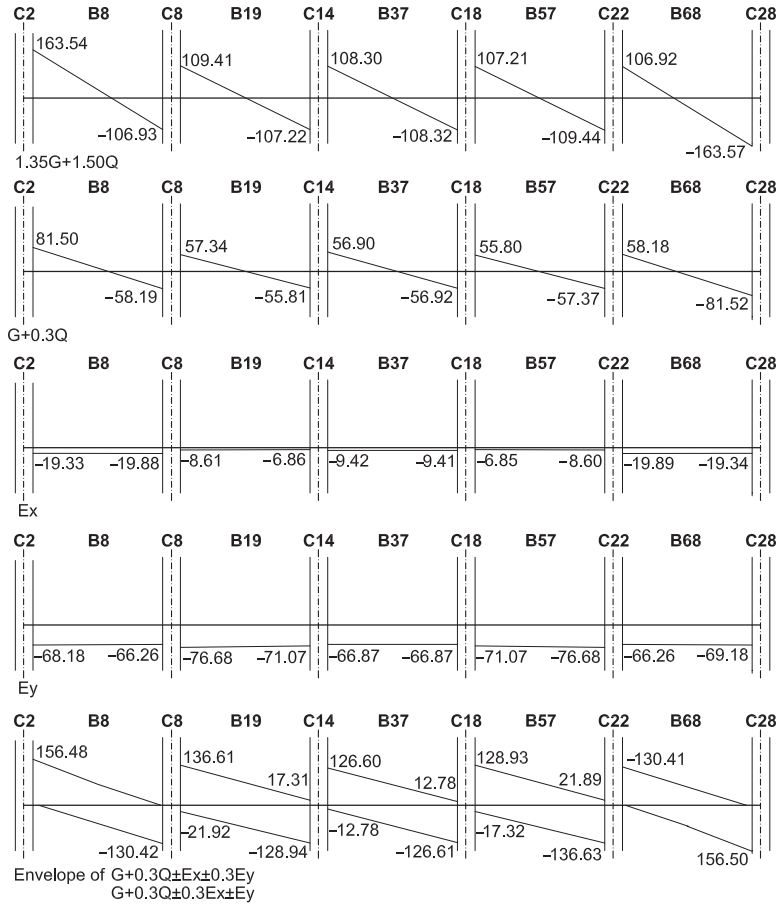 C2 B8 C8 B19 C14 B37 C18 B57 C22 B68 C28
163.54 109.41 108.30 107.21 106.92
−106.93 −107.22 −108.32 −109.44 −163.57
1.35G+1.50Q
C2 B8 C8 B19 C14 B37 C18 B57 C22 B68 C28
81.50 57.34 56.90 55.80 58.18
−58.19 −55.81 −56.92 −57.37 −81.52
G+0.3Q
C2 B8 C8 B19 C14 B37 C18 B57 C22 B68 C28
−19.33 −19.88 −8.61 −6.86 −9.42 −9.41 −6.85 −8.60 −19.89 −19.34
Ex
C2 B8 C8 B19 C14 B37 C18 B57 C22 B68 C28
−68.18 −66.26 −76.68 −71.07 −66.87 −66.87 −71.07 −76.68 −66.26 −69.18
Ey
C2 B8 C8 B19 C14 B37 C18 B57 C22 B68 C28
156.48 136.61 126.60 128.93 −130.41
17.31 12.78 21.89
−21.92 −12.78 −17.32
−130.42 −128.94 −126.61 −136.63 156.50
Envelope of G+0.3Q±Ex±0.3Ey
G+0.3Q±0.3Ex±Ey